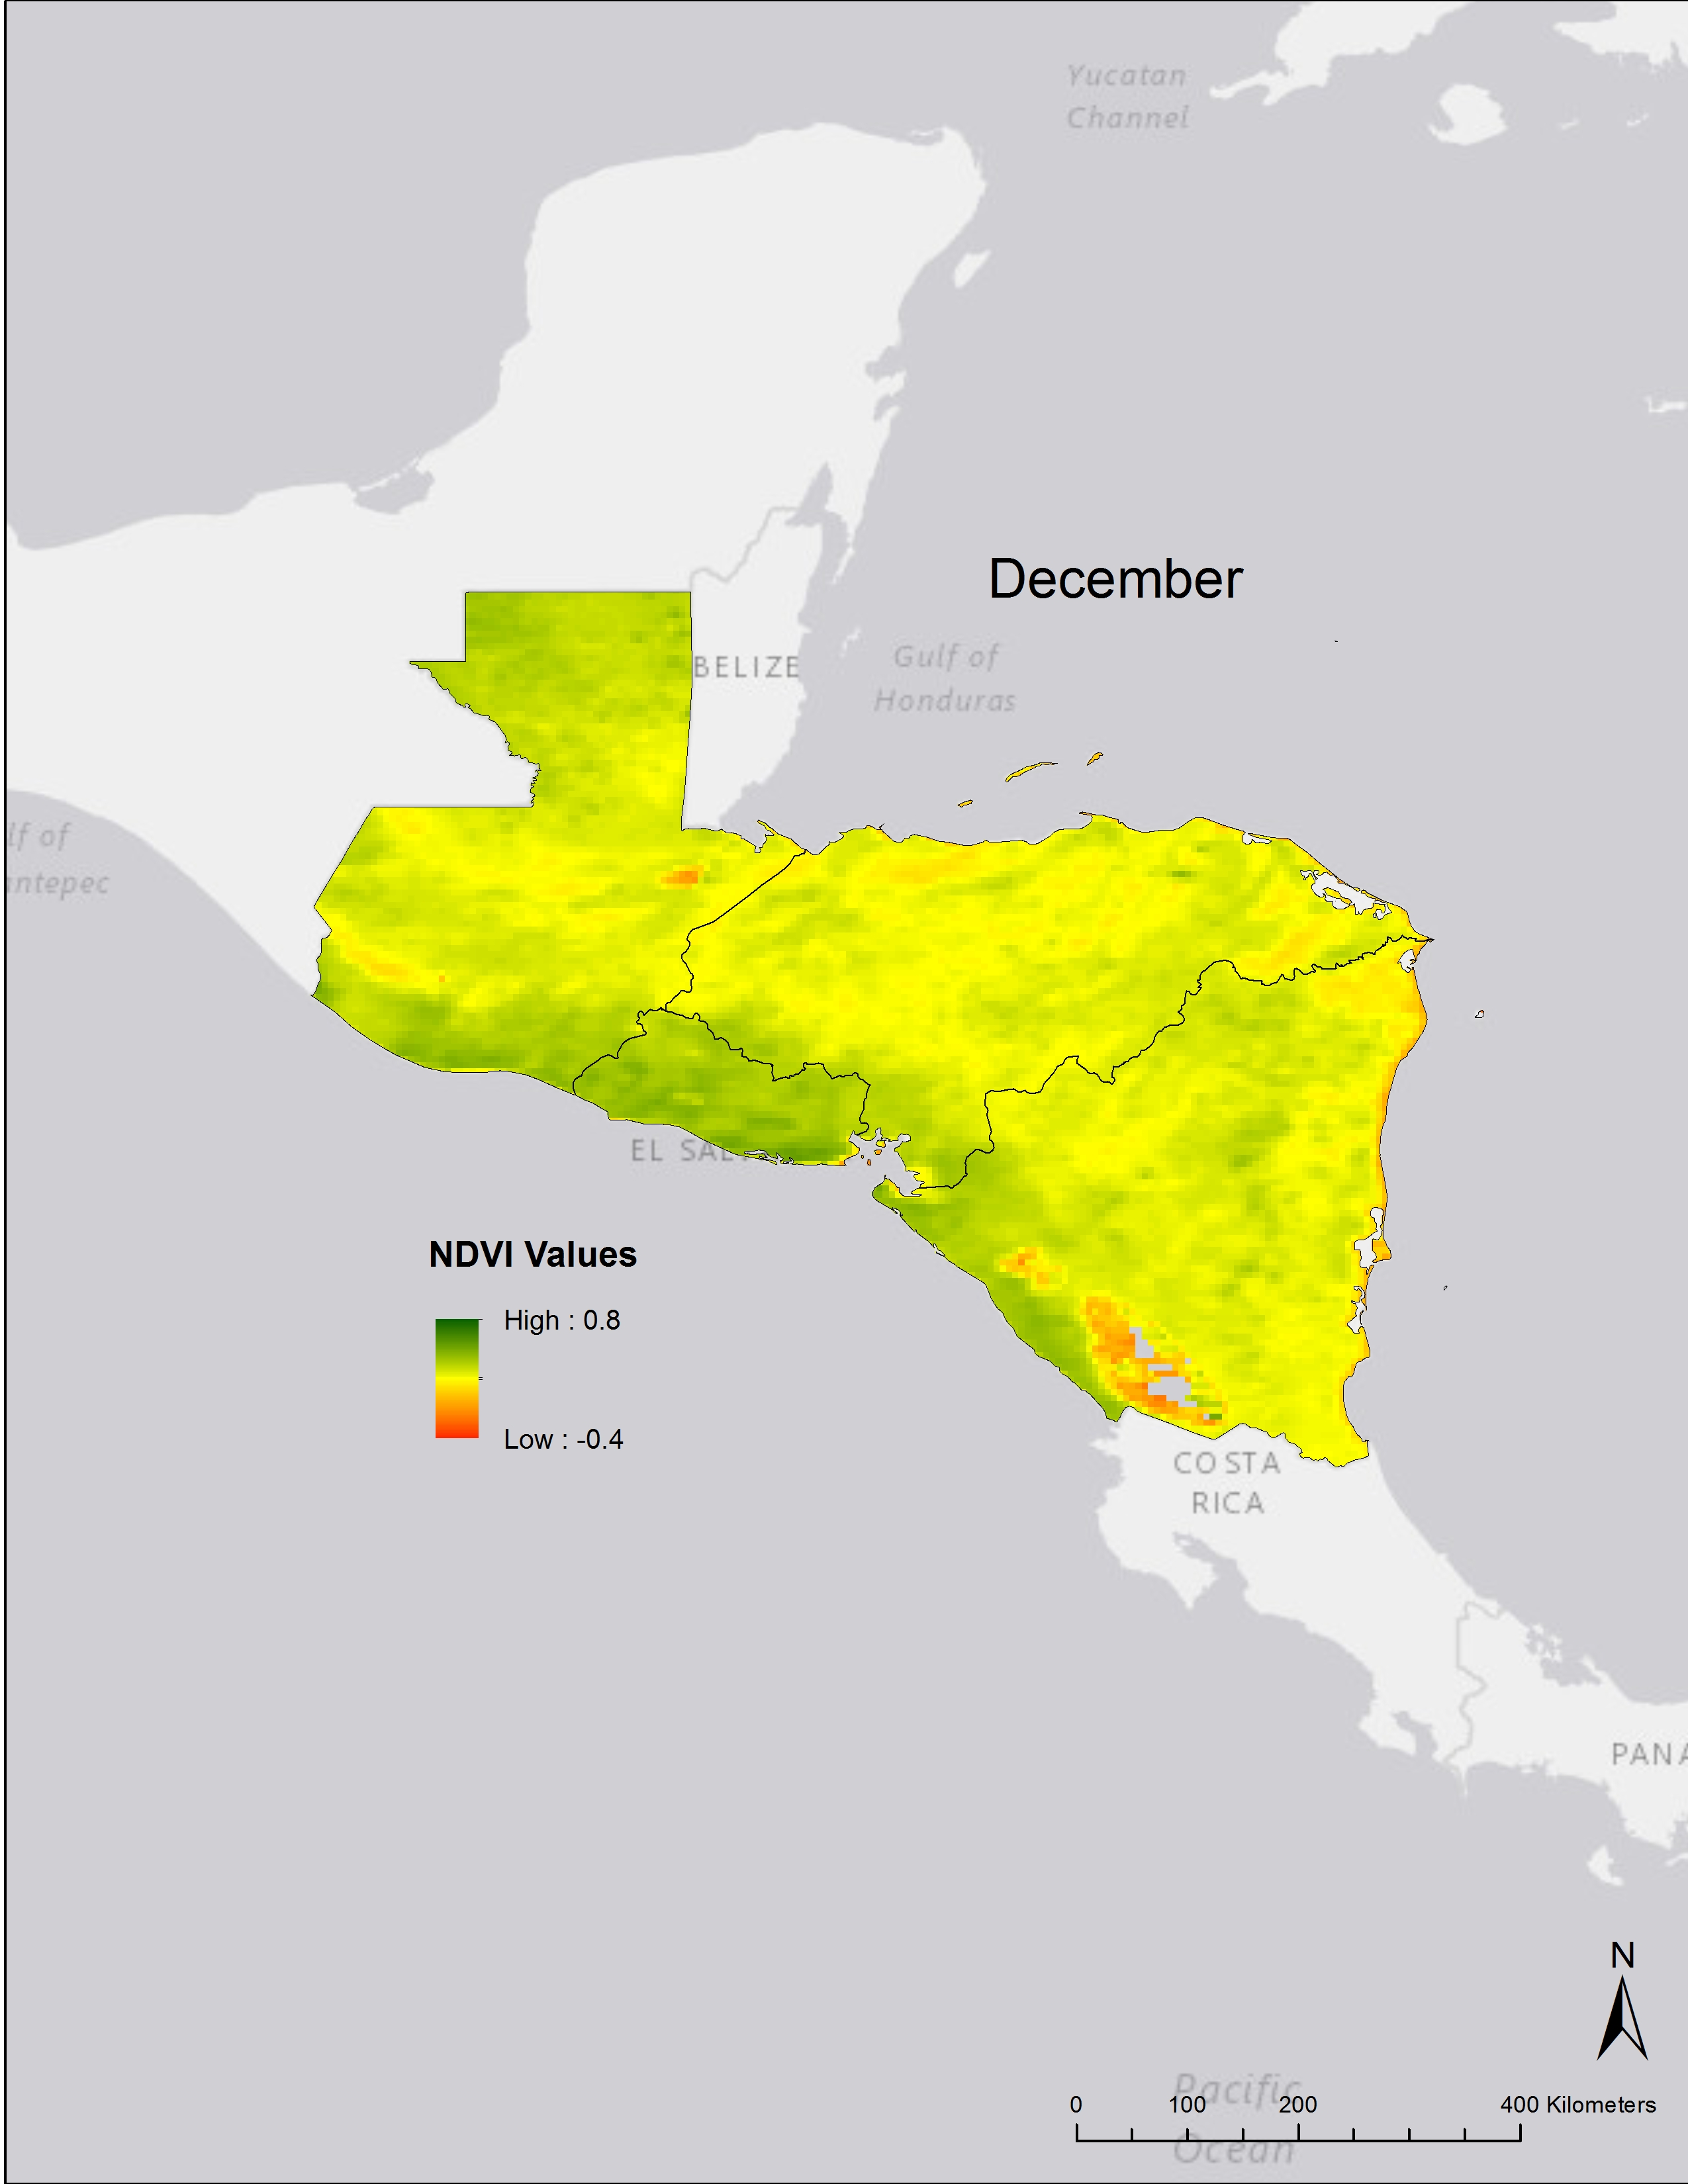 Yucatan
Channel
December
BELIZE
Gulf of
Honduras
lf of
antepec
EL SAL
NDVI Values
High : 0.8
Low : -0.4
COSTA
RICA
PANA
N
Pacific
0 100 200 400 Kilometers
Ocean